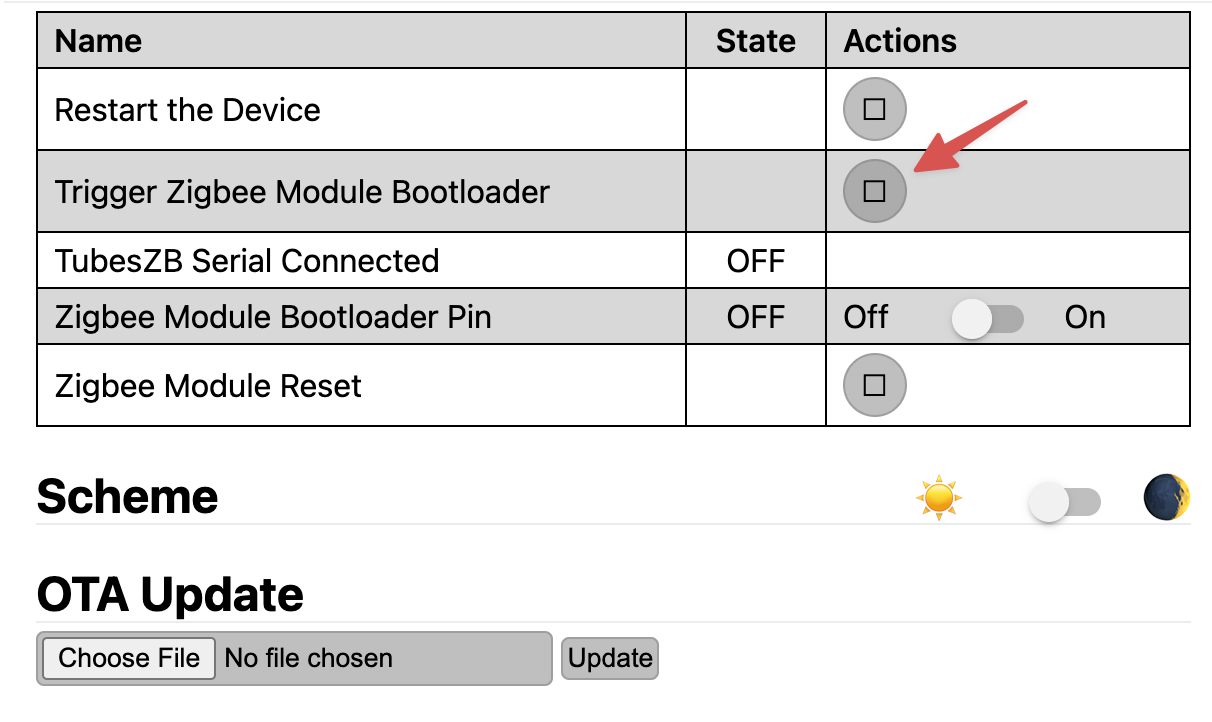 Name State Actions
Restart the Device
Trigger Zigbee Module Bootloader
TubesZB Serial Connected OFF
Zigbee Module Bootloader Pin OFF Off On
Zigbee Module Reset
Scheme
OTA Update
Choose File No file chosen Update